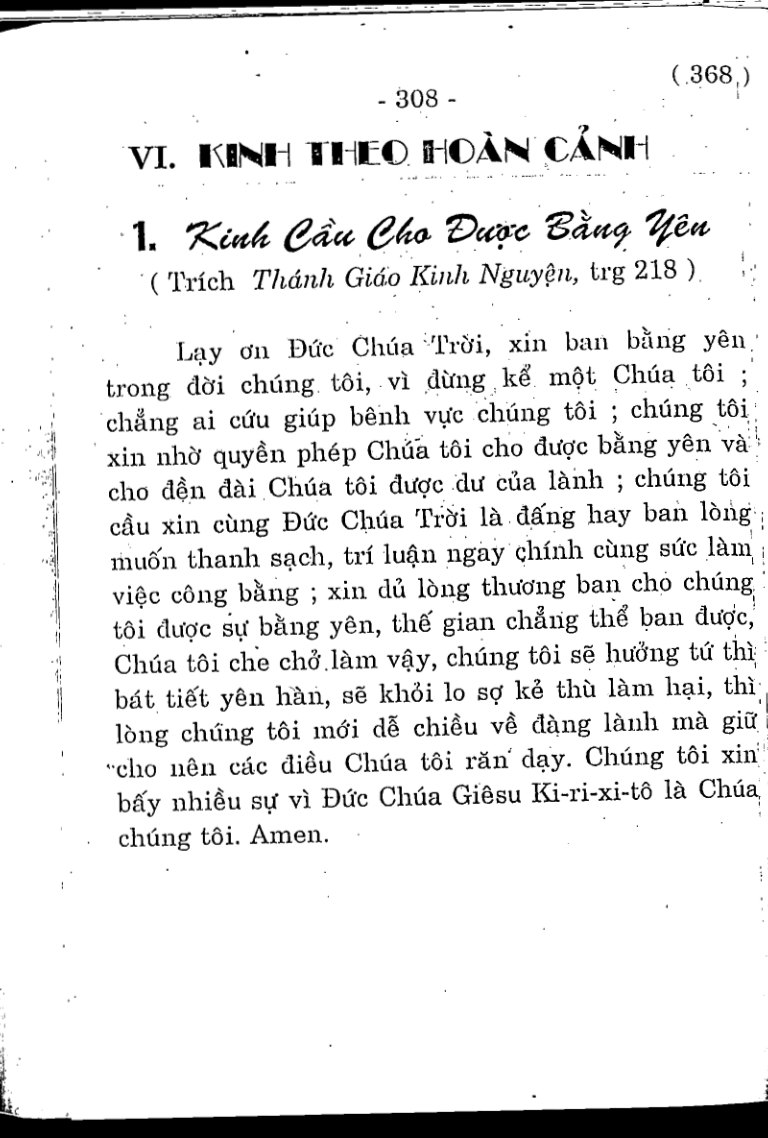 ( 368 )
- 308 -
VI. KINH THEO HOÀN CẢNH
1. Kinh Cầu Cho Được Bằng Yên
( Trích Thánh Giáo Kinh Nguyện, trg 218 )
Lạy ơn Đức Chúa Trời, xin ban bằng yên
trong đời chúng tôi, vì đừng kể một Chúa tôi ;
chẳng ai cứu giúp bênh vực chúng tôi ; chúng tôi
xin nhờ quyền phép Chúa tôi cho được bằng yên và
cho đền đài Chúa tôi được dư của lành ; chúng tôi
cầu xin cùng Đức Chúa Trời là đấng hay ban lòng
muốn thanh sạch, trí luận ngay chính cùng sức làm
việc công bằng ; xin dủ lòng thương ban cho chúng
tôi được sự bằng yên, thế gian chẳng thể ban được,
Chúa tôi che chở làm vậy, chúng tôi sẽ hưởng tứ thì
bát tiết yên hàn, sẽ khỏi lo sợ kẻ thù làm hại, thì
lòng chúng tôi mới dễ chiều về đàng lành mà giữ
cho nên các điều Chúa tôi răn dạy. Chúng tôi xin
bấy nhiều sự vì Đức Chúa Giêsu Ki-ri-xi-tô là Chúa
chúng tôi. Amen.